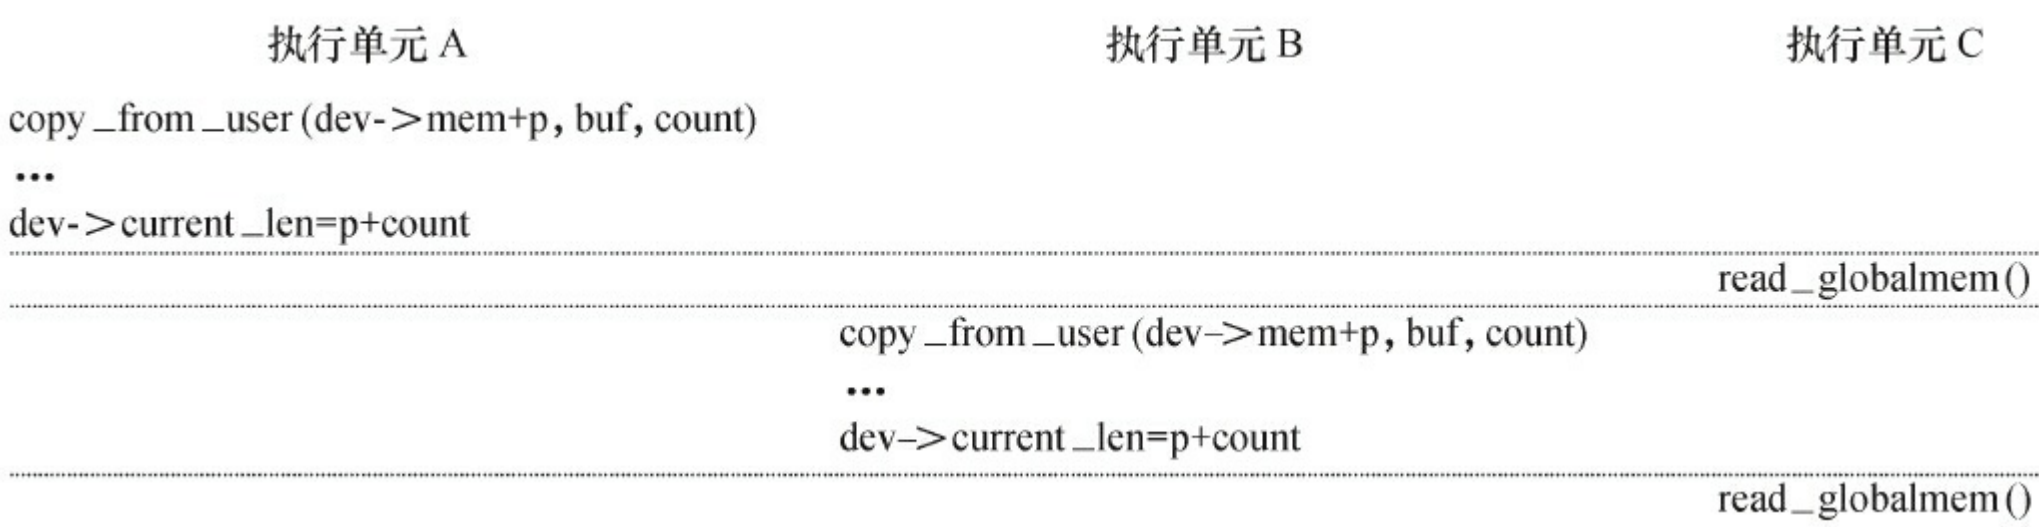 执行单元 A 执行单元 B 执行单元 C
copy_from_user(dev->mem+p, buf, count)
...
dev->current_len=p+count
read_globalmem()
copy_from_user(dev->mem+p, buf, count)
...
dev->current_len=p+count
read_globalmem()